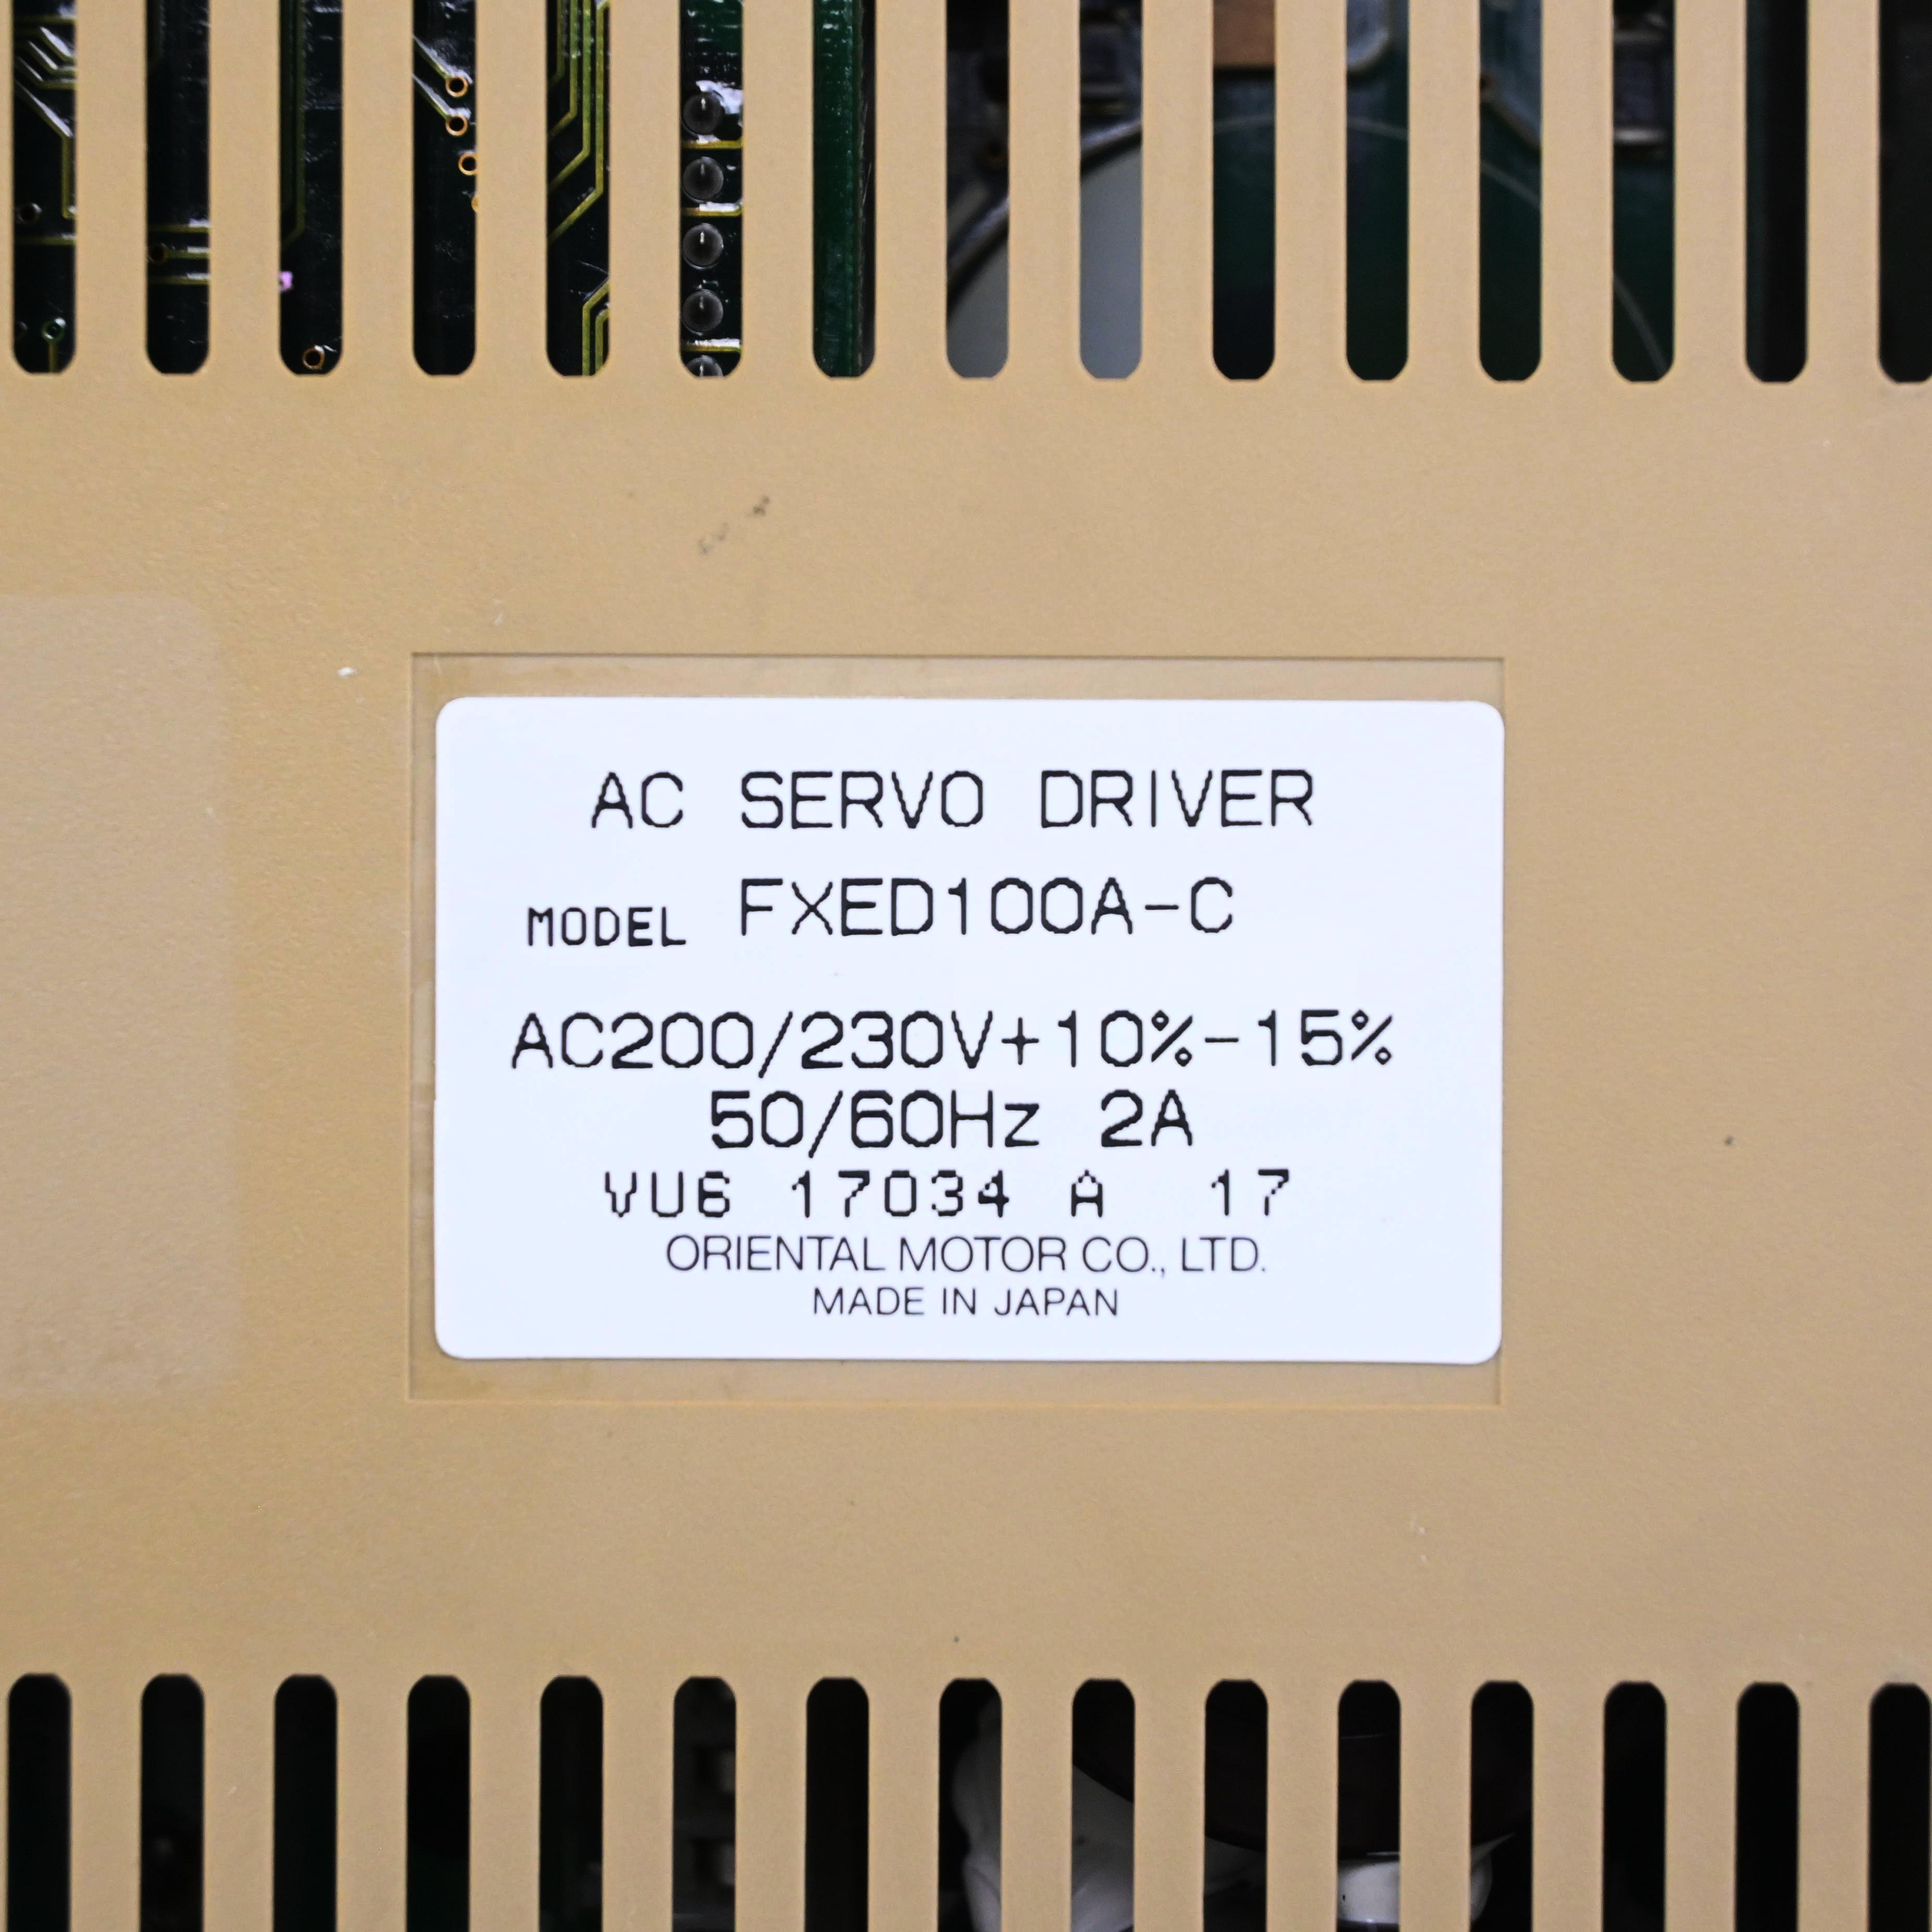 AC SERVO DRIVER
MODEL FXED100A-C
AC200/230V+10%-15%
50/60Hz 2A
VU6 17034 A 17
ORIENTAL MOTOR CO., LTD.
MADE IN JAPAN